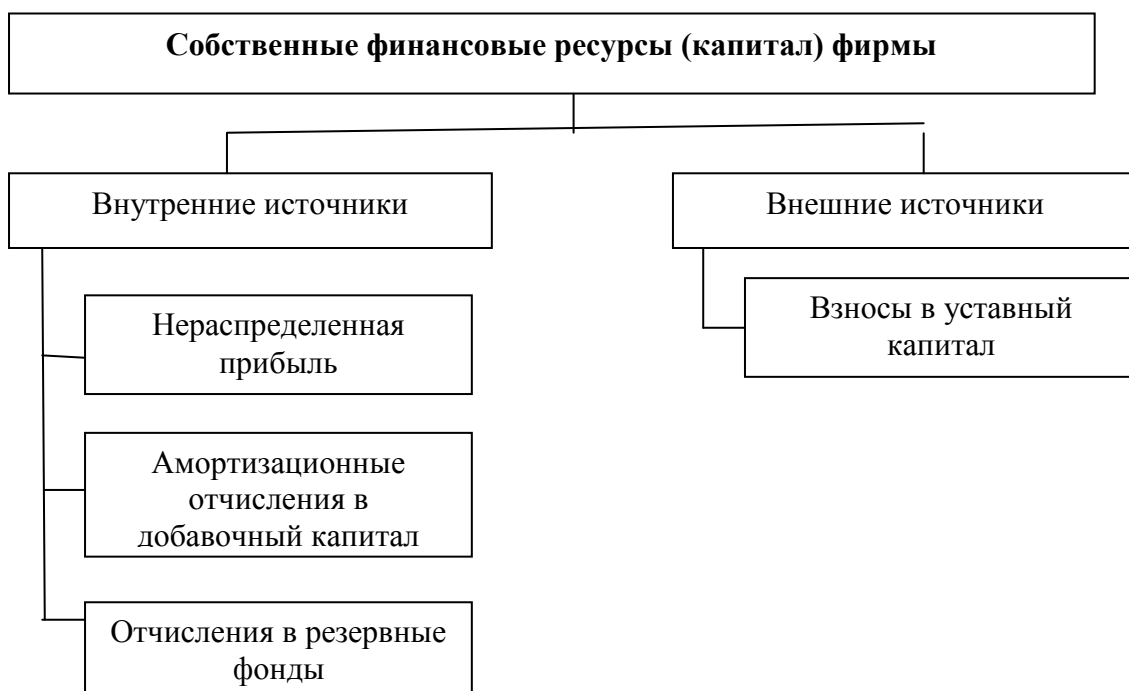 Собственные финансовые ресурсы (капитал) фирмы
Внутренние источники
Внешние источники
Нераспределенная
прибыль
Взносы в уставный
капитал
Амортизационные
отчисления в
добавочный капитал
Отчисления в резервные
фонды